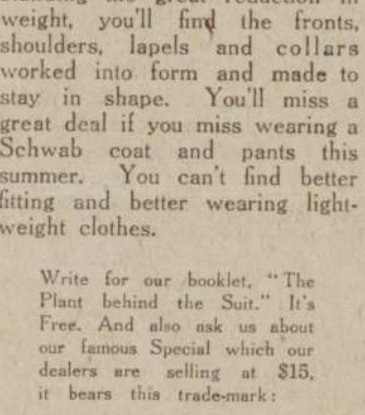 great reduction in
weight, you'll find the fronts,
shoulders, lapels and collars
worked into form and made to
stay in shape. You'll miss a
great deal if you miss wearing a
Schwab coat and pants this
summer. You can't find better
fitting and better wearing light-
weight clothes.
Write for our booklet, "The
Plant behind the Suit." It's
Free. And also ask us about
our famous Special which our
dealers are selling at $15,
it bears this trade-mark: